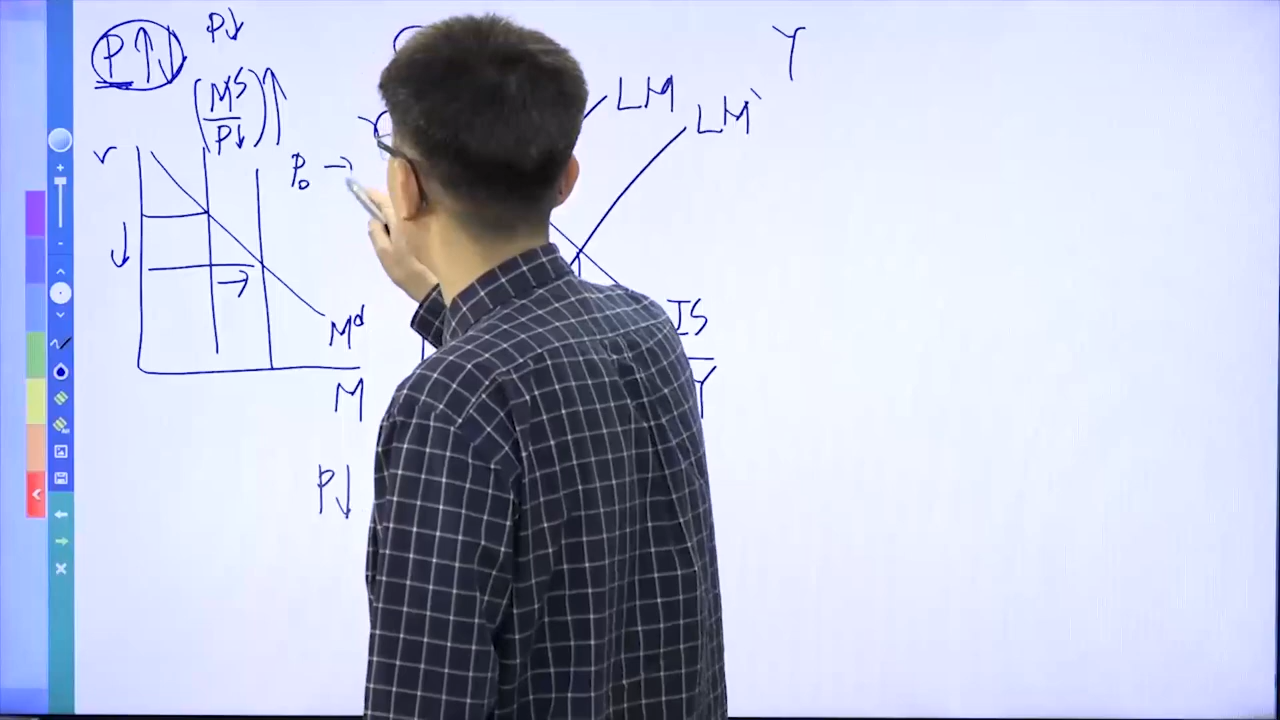 P↑↓
P↓
(Mˢ/P↓)↑
r
↓
P₀ →
→
Mᵈ
M
P↓
Y
LM
LM`
IS
Y